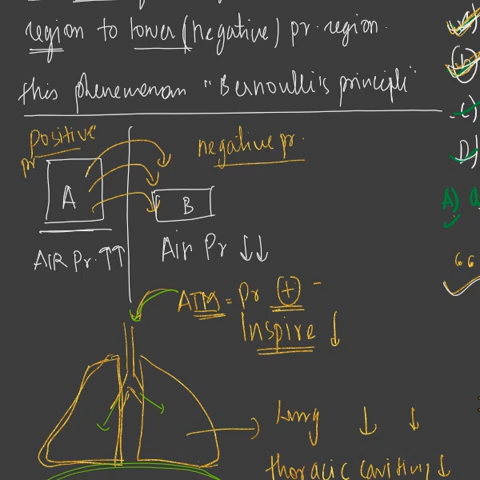 region to lower (negative) pr. region.
this phenomenon "Bernoulli's principle"
positive
pr
negative pr.
A
B
AIR Pr. ↑↑
Air Pr ↓↓
ATM = Pr (+) -
Inspire ↓
Lung ↓ ↓
thoracic cavity ↓
C)
D)
A)